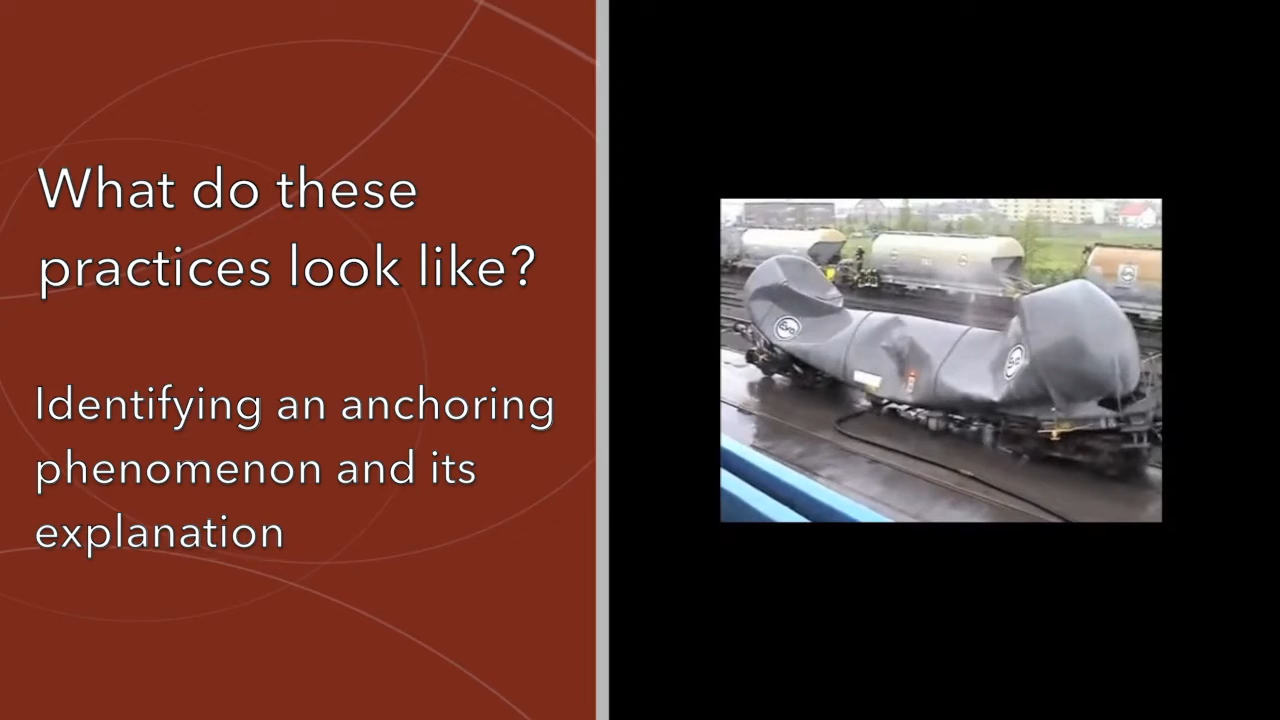 What do these
practices look like?
Identifying an anchoring
phenomenon and its
explanation